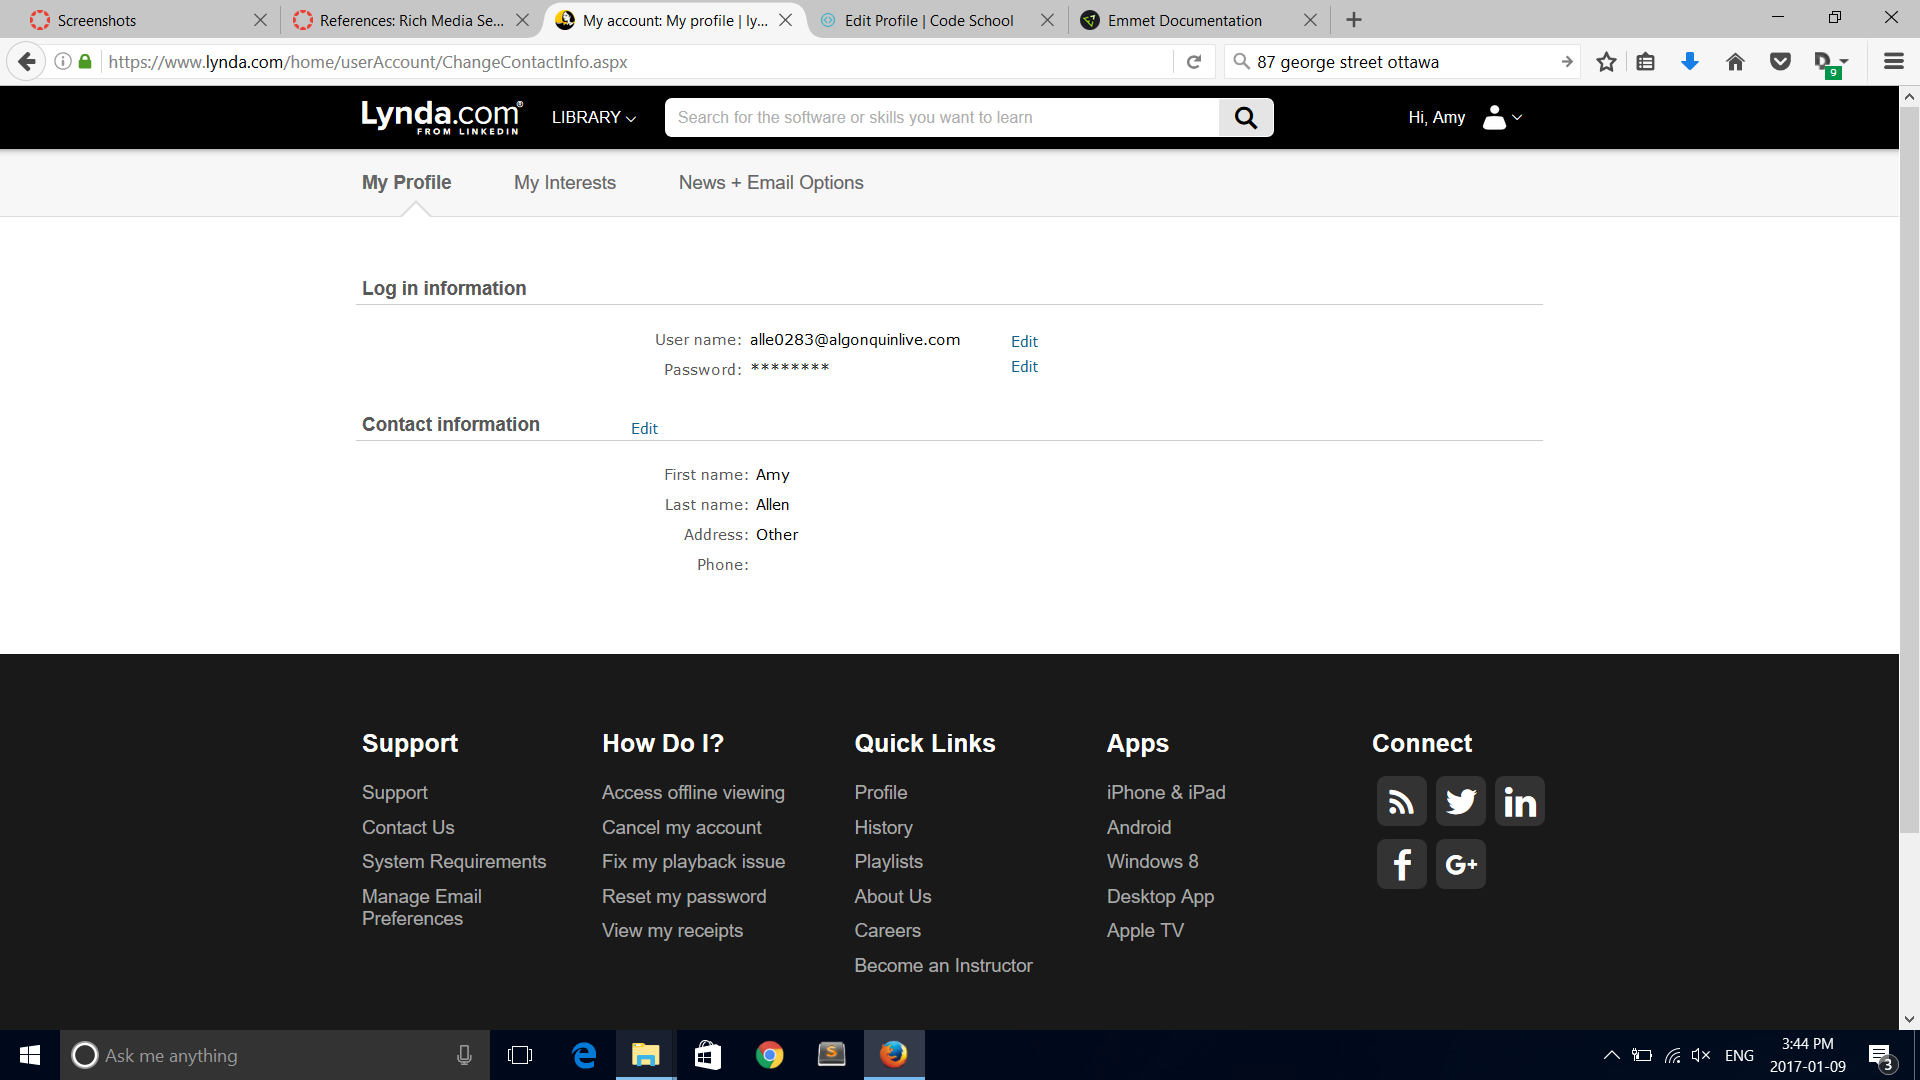 Screenshots
References: Rich Media Se...
My account: My profile | ly...
Edit Profile | Code School
Emmet Documentation
https://www.lynda.com/home/userAccount/ChangeContactInfo.aspx
87 george street ottawa
9
Lynda.com®
FROM LINKEDIN
LIBRARY
Search for the software or skills you want to learn
Hi, Amy
My Profile
My Interests
News + Email Options
Log in information
User name: alle0283@algonquinlive.com Edit
Password: ******** Edit
Contact information Edit
First name: Amy
Last name: Allen
Address: Other
Phone:
Support
Support
Contact Us
System Requirements
Manage Email
Preferences
How Do I?
Access offline viewing
Cancel my account
Fix my playback issue
Reset my password
View my receipts
Quick Links
Profile
History
Playlists
About Us
Careers
Become an Instructor
Apps
iPhone & iPad
Android
Windows 8
Desktop App
Apple TV
Connect
in
f
G+
Ask me anything
ENG
3:44 PM
2017-01-09
3